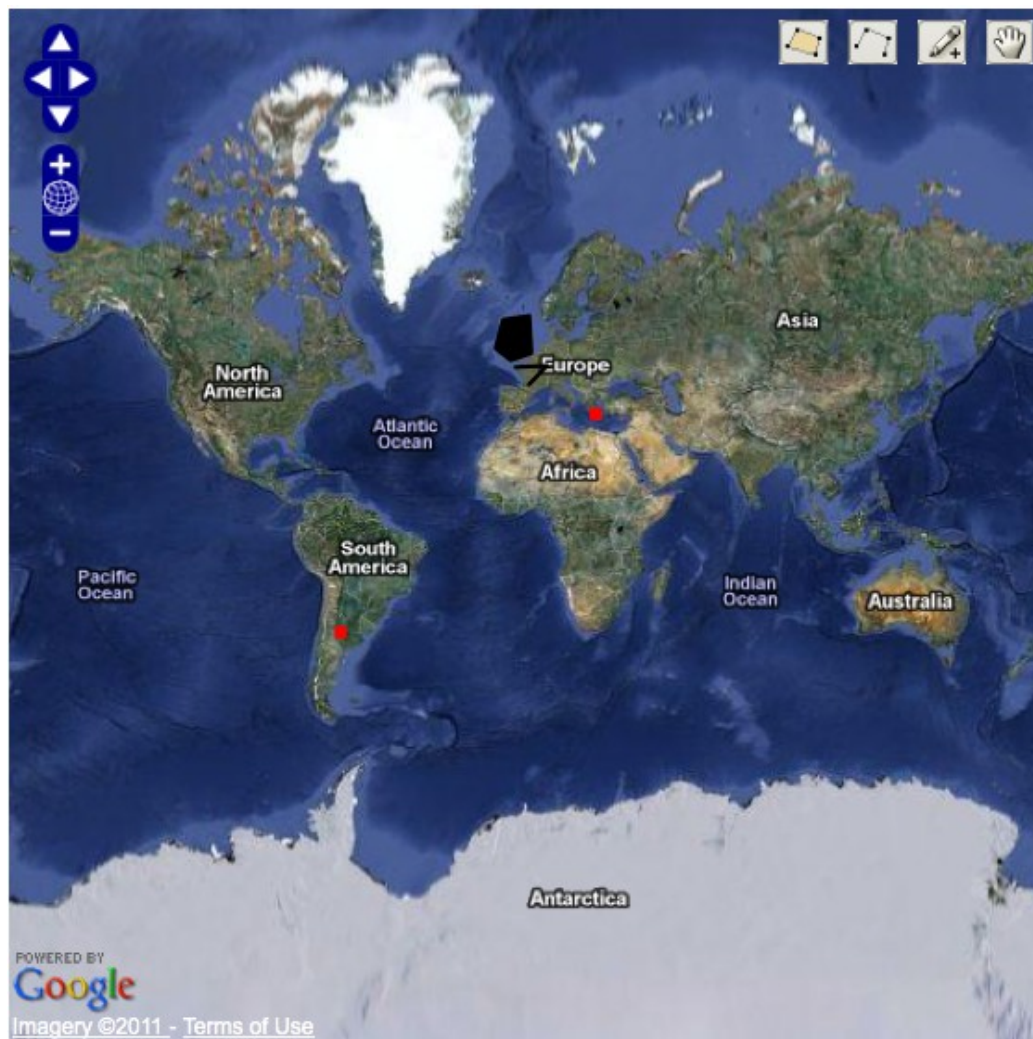 Asia
Europe
North
America
Atlantic
Ocean
Africa
South
America
Pacific
Ocean
Indian
Ocean
Australia
Antarctica
POWERED BY
Google
Imagery ©2011 - Terms of Use